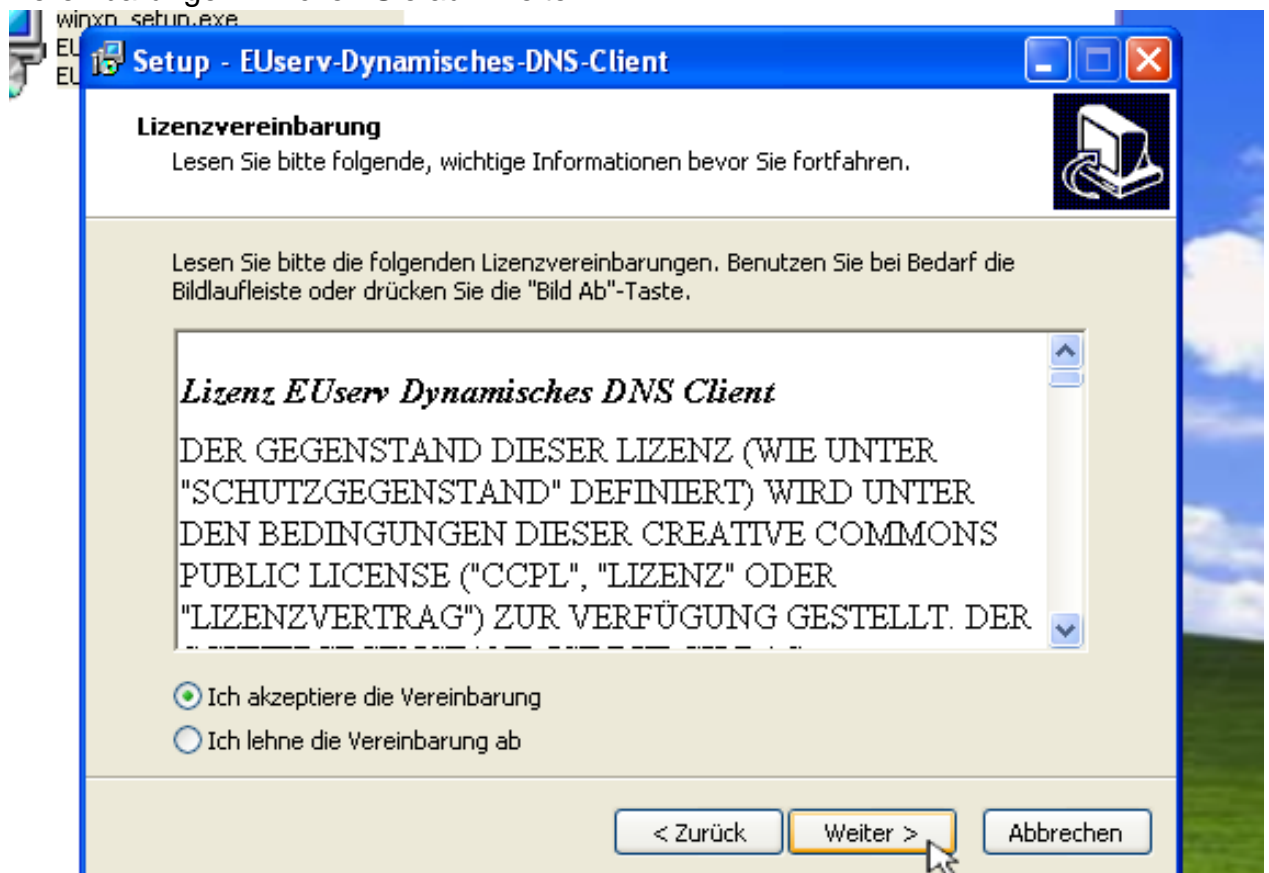 winxp_setup.exe
EU
EU
Setup - EUserv-Dynamisches-DNS-Client
Lizenzvereinbarung
Lesen Sie bitte folgende, wichtige Informationen bevor Sie fortfahren.
Lesen Sie bitte die folgenden Lizenzvereinbarungen. Benutzen Sie bei Bedarf die
Bildlaufleiste oder drücken Sie die "Bild Ab"-Taste.
Lizenz EUserv Dynamisches DNS Client
DER GEGENSTAND DIESER LIZENZ (WIE UNTER
"SCHUTZGEGENSTAND" DEFINIERT) WIRD UNTER
DEN BEDINGUNGEN DIESER CREATIVE COMMONS
PUBLIC LICENSE ("CCPL", "LIZENZ" ODER
"LIZENZVERTRAG") ZUR VERFÜGUNG GESTELLT. DER
Ich akzeptiere die Vereinbarung
Ich lehne die Vereinbarung ab
< Zurück
Weiter >
Abbrechen